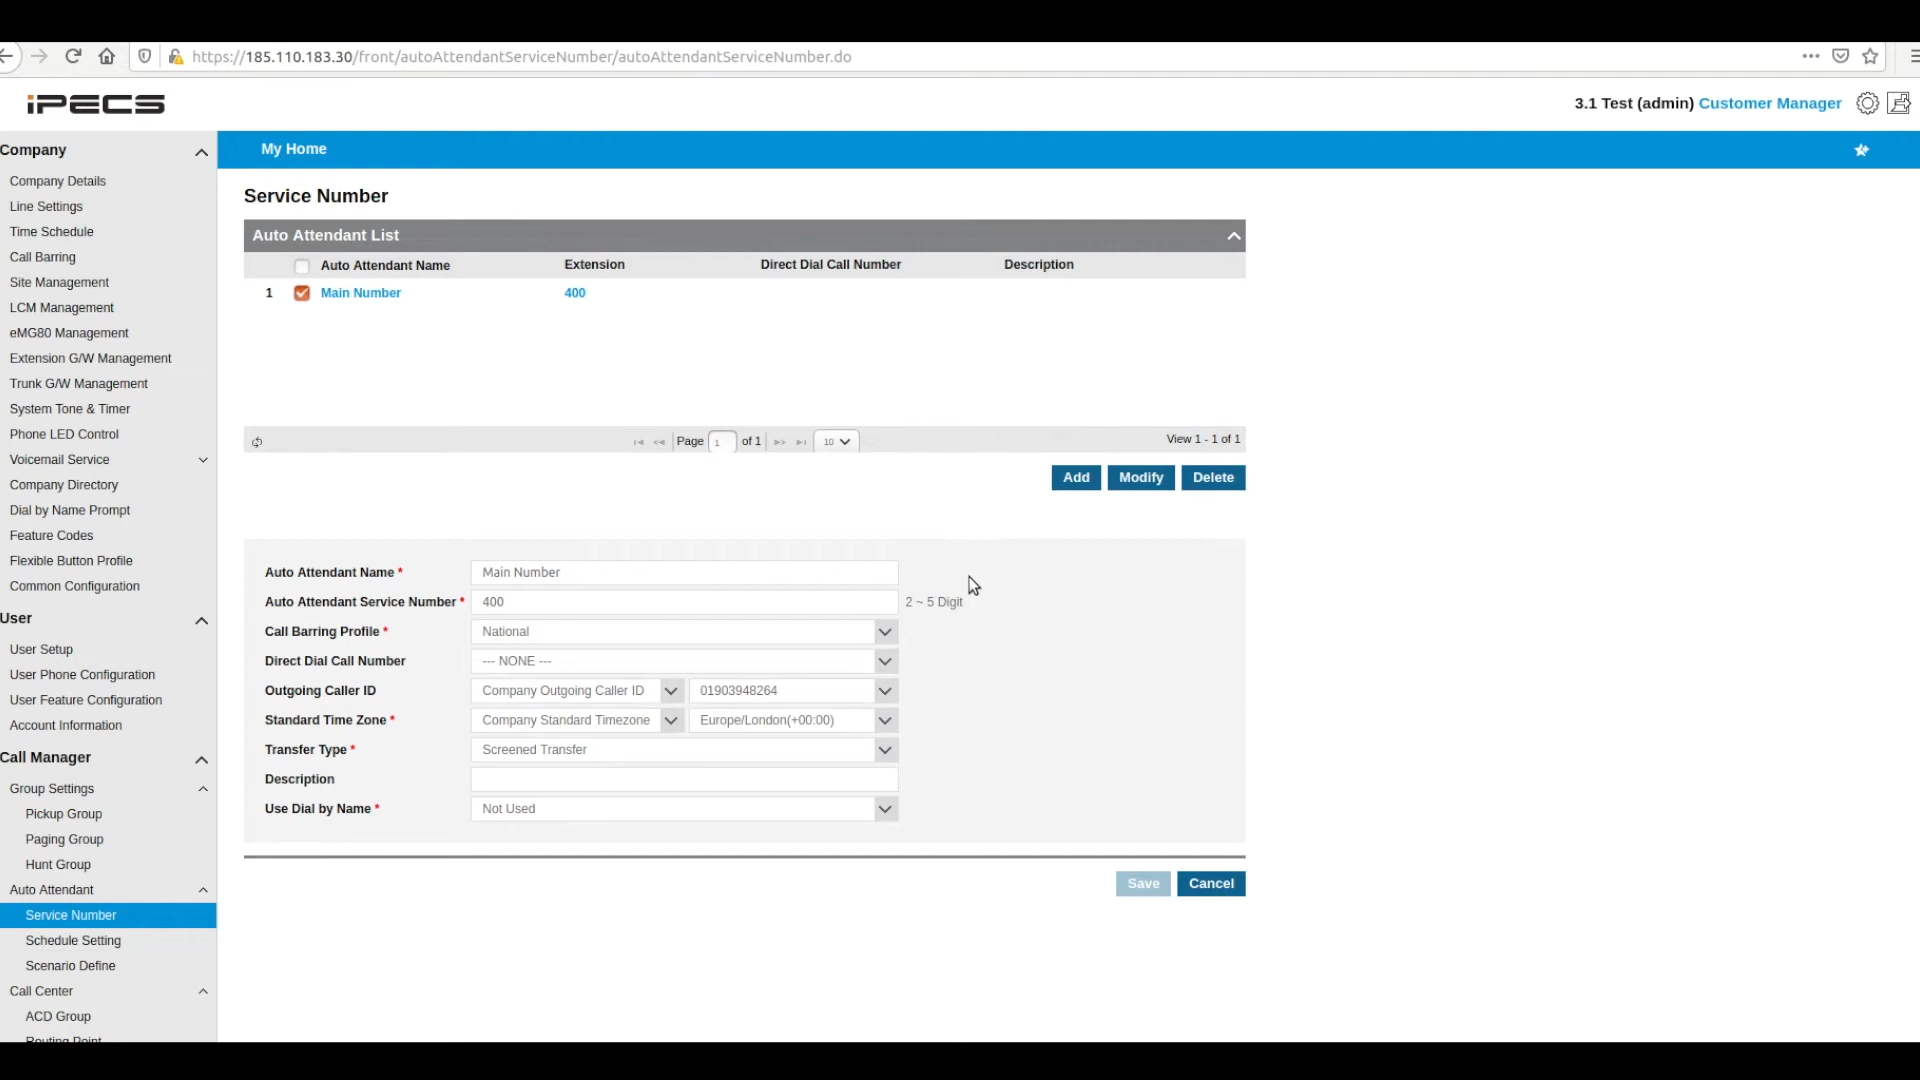 https://185.110.183.30/front/autoAttendantServiceNumber/autoAttendantServiceNumber.do
iPECS
3.1 Test (admin) Customer Manager
My Home
Company
Company Details
Line Settings
Time Schedule
Call Barring
Site Management
LCM Management
eMG80 Management
Extension G/W Management
Trunk G/W Management
System Tone & Timer
Phone LED Control
Voicemail Service
Company Directory
Dial by Name Prompt
Feature Codes
Flexible Button Profile
Common Configuration
User
User Setup
User Phone Configuration
User Feature Configuration
Account Information
Call Manager
Group Settings
Pickup Group
Paging Group
Hunt Group
Auto Attendant
Service Number
Schedule Setting
Scenario Define
Call Center
ACD Group
Routing Point
Service Number
Auto Attendant List
Auto Attendant Name Extension Direct Dial Call Number Description
1 Main Number 400
Page 1 of 1 10 View 1 - 1 of 1
Add Modify Delete
Auto Attendant Name * Main Number
Auto Attendant Service Number * 400 2 ~ 5 Digit
Call Barring Profile * National
Direct Dial Call Number --- NONE ---
Outgoing Caller ID Company Outgoing Caller ID 01903948264
Standard Time Zone * Company Standard Timezone Europe/London(+00:00)
Transfer Type * Screened Transfer
Description
Use Dial by Name * Not Used
Save Cancel